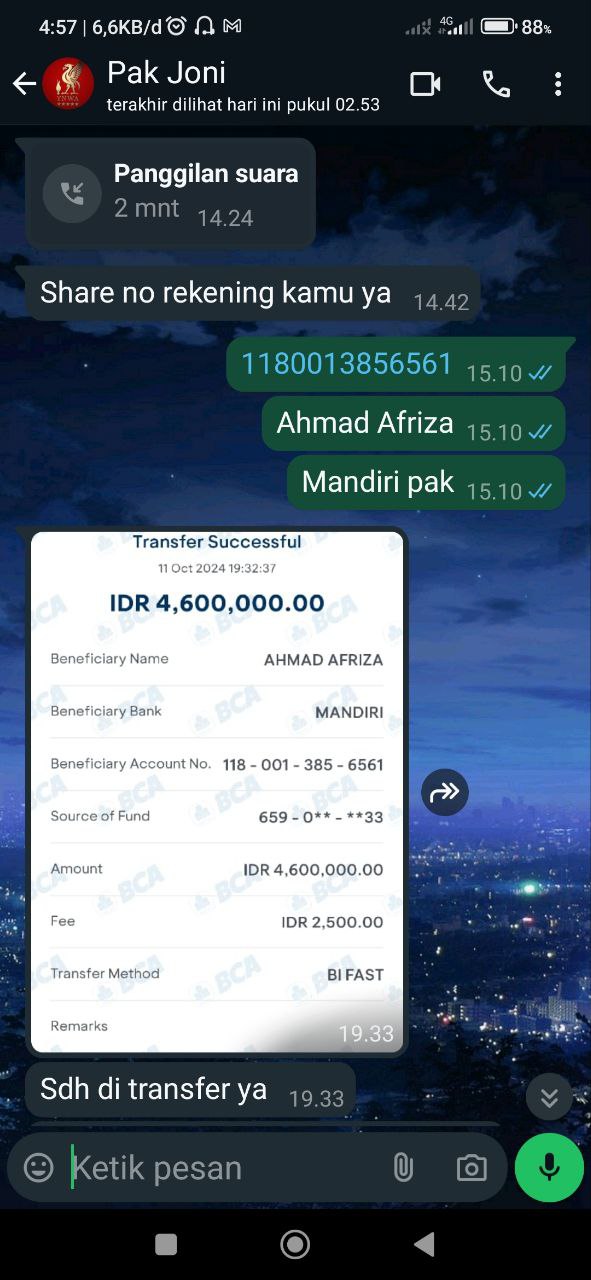 4:57 | 6,6KB/d 4G 88%
Pak Joni
terakhir dilihat hari ini pukul 02.53
YNWA
Panggilan suara
2 mnt 14.24
Share no rekening kamu ya 14.42
1180013856561 15.10
Ahmad Afriza 15.10
Mandiri pak 15.10
Transfer Successful
11 Oct 2024 19:32:37
IDR 4,600,000.00
Beneficiary Name AHMAD AFRIZA
Beneficiary Bank MANDIRI
Beneficiary Account No. 118 - 001 - 385 - 6561
Source of Fund 659 - 0** - **33
Amount IDR 4,600,000.00
Fee IDR 2,500.00
Transfer Method BI FAST
Remarks 19.33
BCA
Sdh di transfer ya 19.33
Ketik pesan